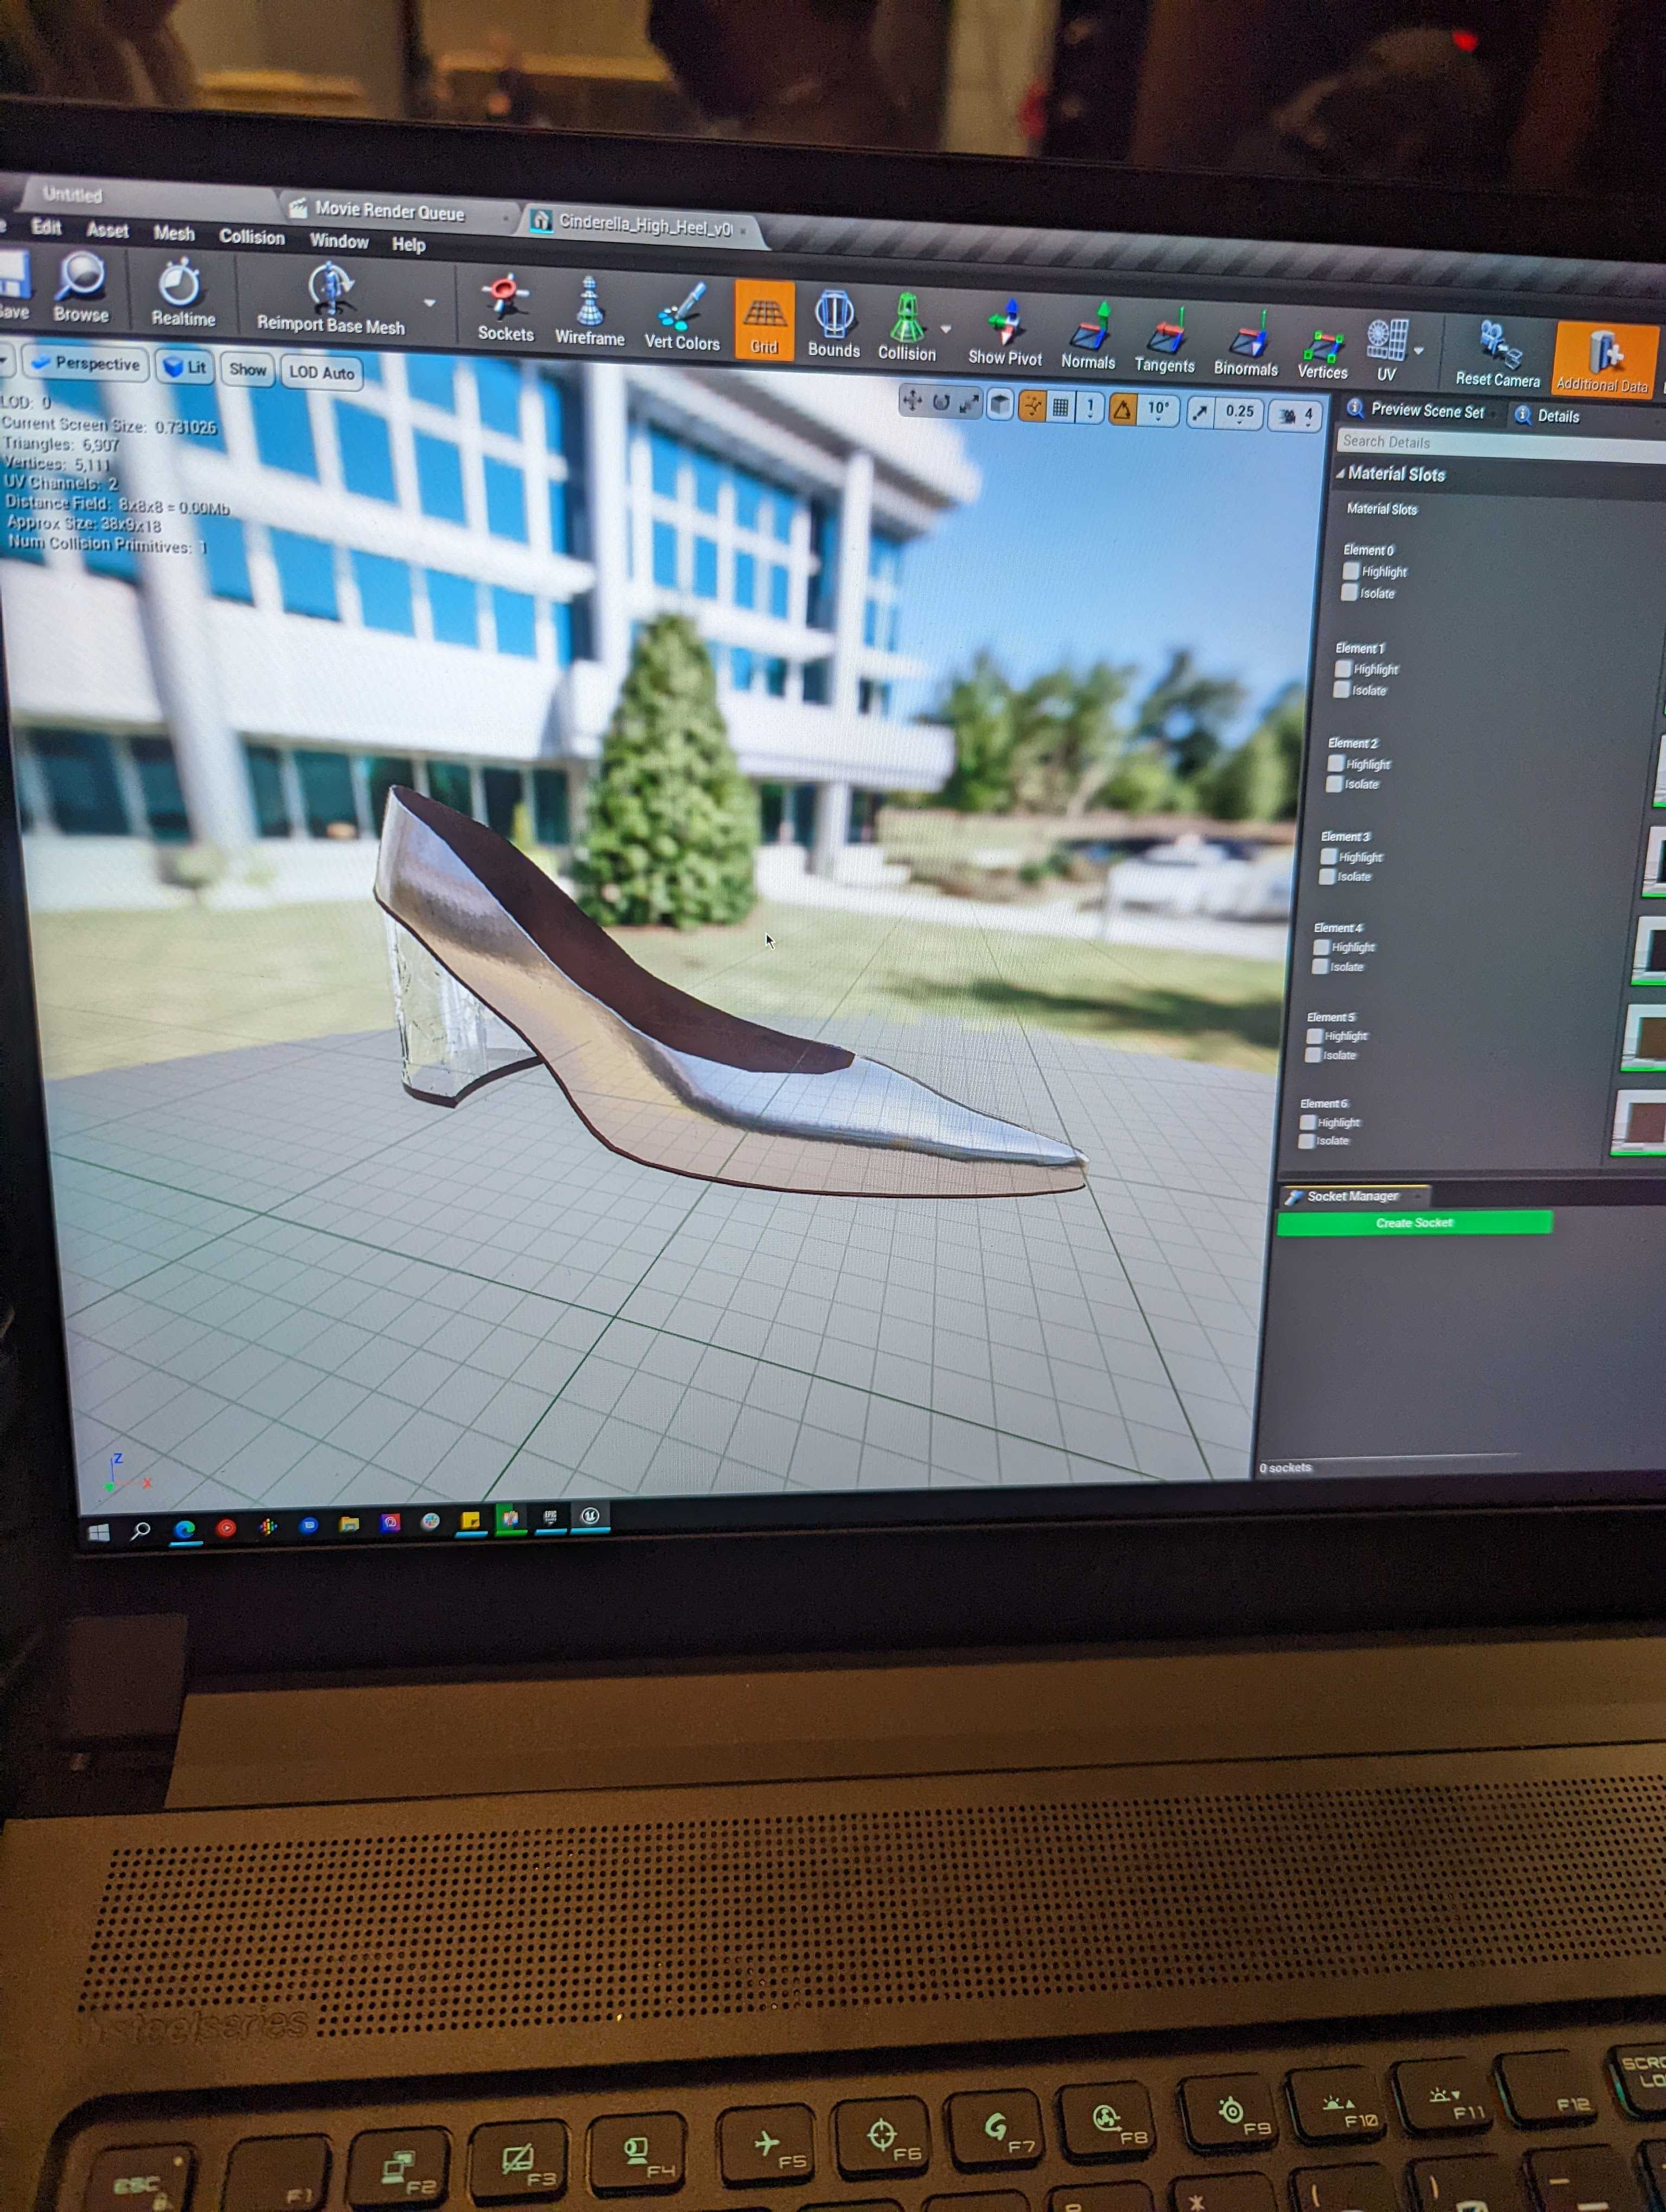 Untitled
Movie Render Queue
Cinderella_High_Heel_v0
Edit Asset Mesh Collision Window Help
Save Browse Realtime Reimport Base Mesh Sockets Wireframe Vert Colors Grid Bounds Collision Show Pivot Normals Tangents Binormals Vertices UV Reset Camera Additional Data
Perspective Lit Show LOD Auto
1 10° 0.25 4
LOD: 0
Current Screen Size: 0.731026
Triangles: 6,907
Vertices: 5,111
UV Channels: 2
Distance Field: 8x8x8 = 0.00Mb
Approx Size: 38x9x18
Num Collision Primitives: 1
Preview Scene Set Details
Search Details
Material Slots
Material Slots
Element 0
Highlight
Isolate
Element 1
Highlight
Isolate
Element 2
Highlight
Isolate
Element 3
Highlight
Isolate
Element 4
Highlight
Isolate
Element 5
Highlight
Isolate
Element 6
Highlight
Isolate
Socket Manager
Create Socket
0 sockets
Z
X
EPIC
steelseries
ESC F1 F2 F3 F4 F5 F6 F7 F8 F9 F10 F11 F12
SCRO
LO